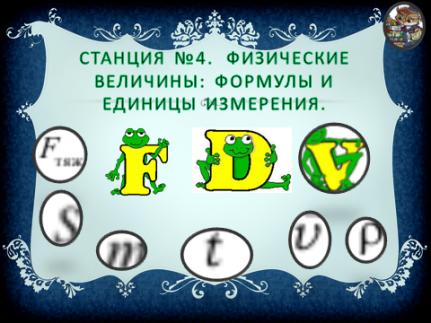 СТАНЦИЯ №4. ФИЗИЧЕСКИЕ
ВЕЛИЧИНЫ: ФОРМУЛЫ И
ЕДИНИЦЫ ИЗМЕРЕНИЯ.
Fтяж F D V
S m t υ ρ